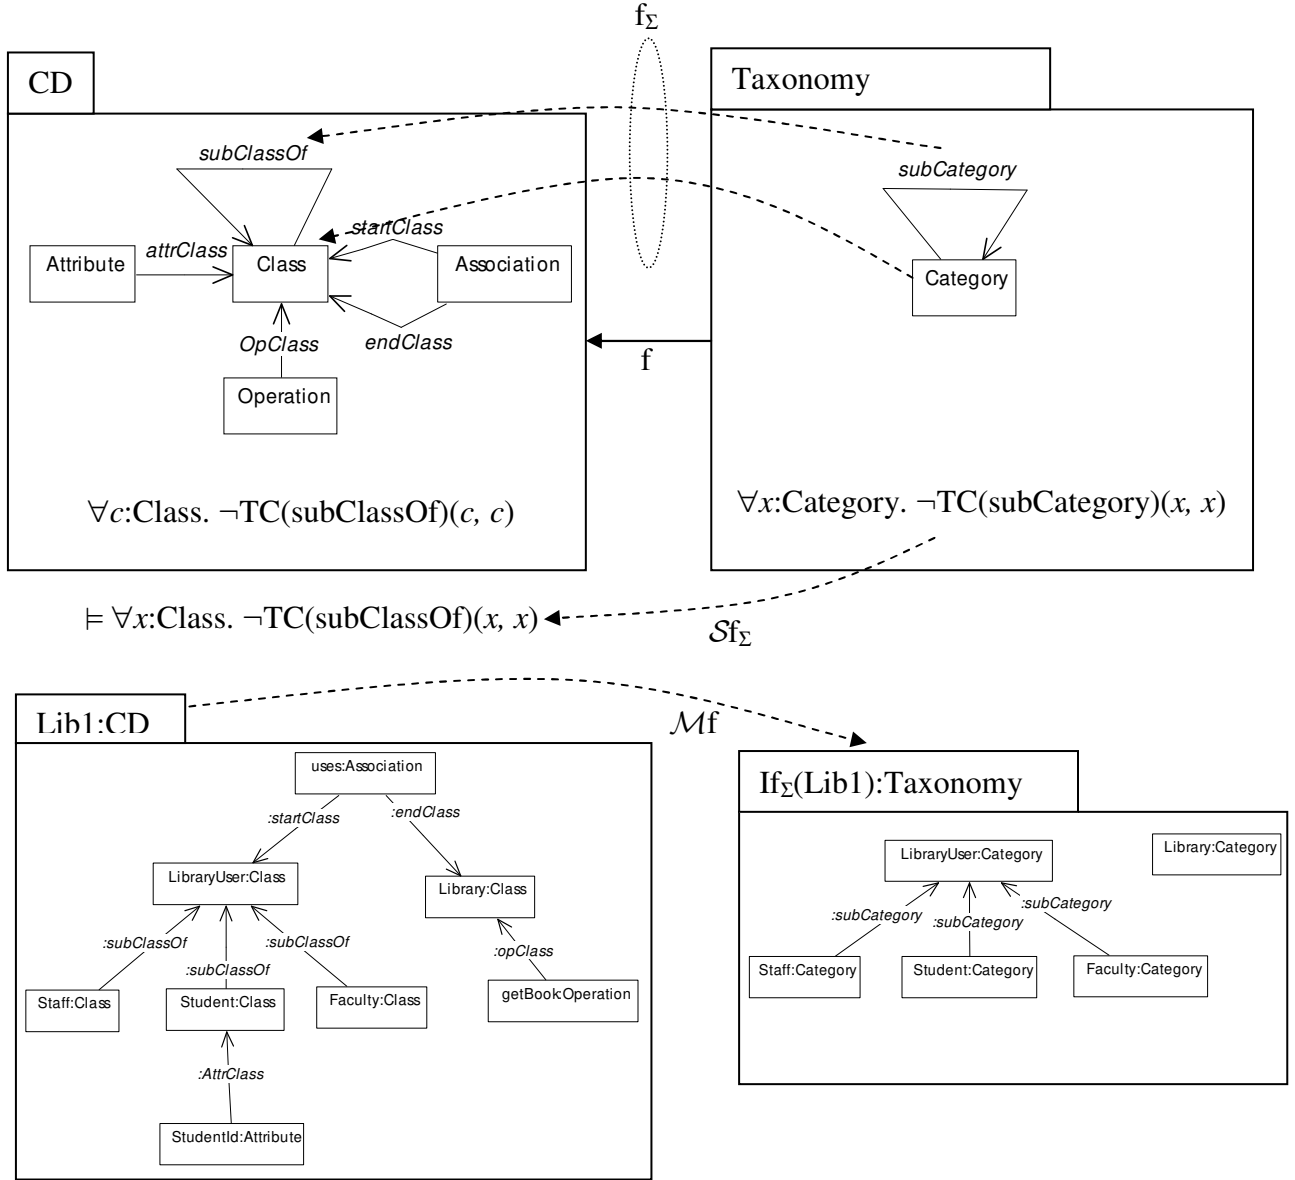 f_Σ
CD
Taxonomy
subClassOf
subCategory
startClass
attrClass
Attribute
Class
Association
Category
OpClass
endClass
f
Operation
∀c:Class. ¬TC(subClassOf)(c, c)
∀x:Category. ¬TC(subCategory)(x, x)
⊨ ∀x:Class. ¬TC(subClassOf)(x, x)
𝒮f_Σ
Lib1:CD
ℳf
If_Σ(Lib1):Taxonomy
uses:Association
:startClass
:endClass
LibraryUser:Class
Library:Class
:subClassOf
:subClassOf
:subClassOf
:opClass
Staff:Class
Student:Class
Faculty:Class
getBook:Operation
:AttrClass
StudentId:Attribute
LibraryUser:Category
Library:Category
:subCategory
:subCategory
:subCategory
Staff:Category
Student:Category
Faculty:Category